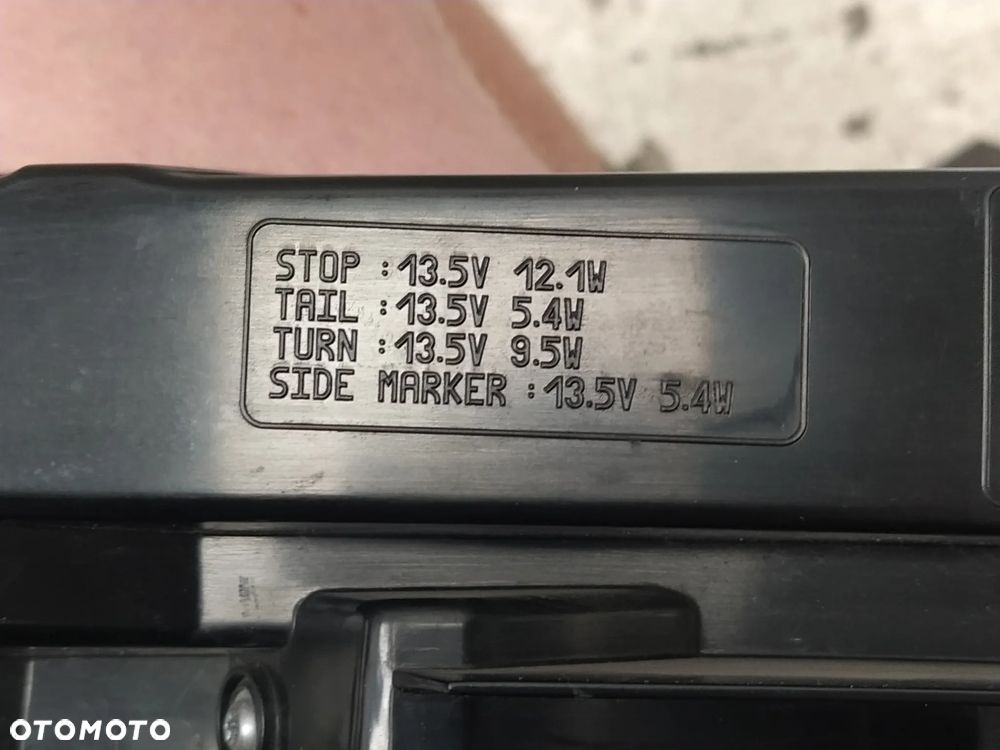 STOP :13.5V 12.1W
TAIL :13.5V 5.4W
TURN :13.5V 9.5W
SIDE MARKER :13.5V 5.4W
OTOMOTO